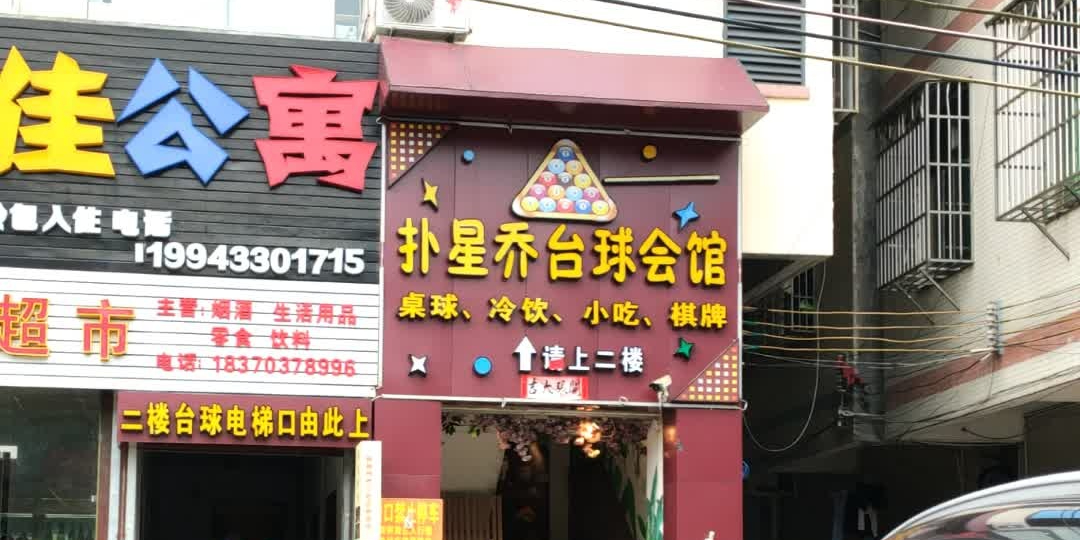 佳公寓
包入住 电话
19943301715
超市
主营: 烟酒 生活用品
零食 饮料
电话: 18370378996
二楼台球电梯口由此上
扑星乔台球会馆
桌球、冷饮、小吃、棋牌
请上二楼